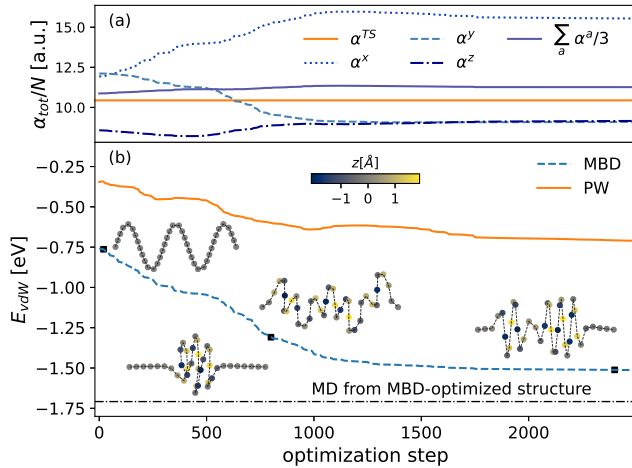 (a)
α^TS
α^x
α^y
α^z
∑_a α^a/3
α_tot/N [a.u.]
15.0
12.5
10.0
(b)
z[Å]
−1 0 1
MBD
PW
E_vdW [eV]
−0.25
−0.50
−0.75
−1.00
−1.25
−1.50
−1.75
MD from MBD-optimized structure
0 500 1000 1500 2000
optimization step